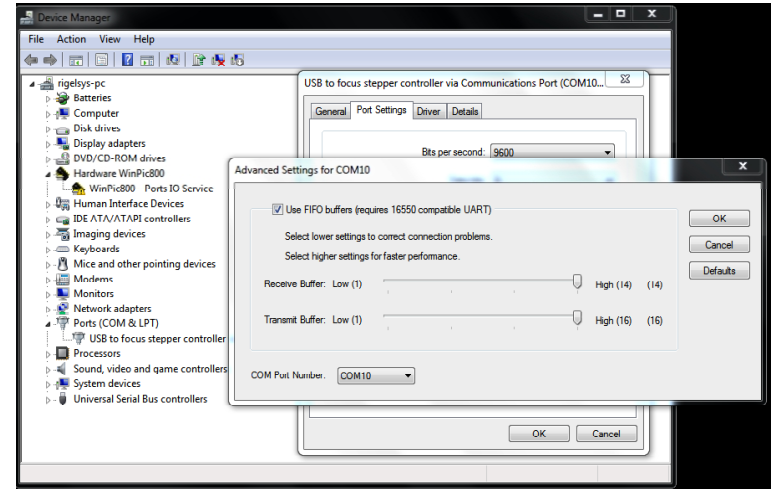 Device Manager
File Action View Help
rigelsys-pc
Batteries
Computer
Disk drives
Display adapters
DVD/CD-ROM drives
Hardware WinPic800
WinPic800 Ports IO Service
Human Interface Devices
IDE ATA/ATAPI controllers
Imaging devices
Keyboards
Mice and other pointing devices
Modems
Monitors
Network adapters
Ports (COM & LPT)
USB to focus stepper controller
Processors
Sound, video and game controllers
System devices
Universal Serial Bus controllers
USB to focus stepper controller via Communications Port (COM10...
General Port Settings Driver Details
Bits per second: 9600
Advanced Settings for COM10
Use FIFO buffers (requires 16550 compatible UART)
Select lower settings to correct connection problems.
Select higher settings for faster performance.
Receive Buffer: Low (1) High (14) (14)
Transmit Buffer: Low (1) High (16) (16)
COM Port Number: COM10
OK
Cancel
Defaults
OK Cancel